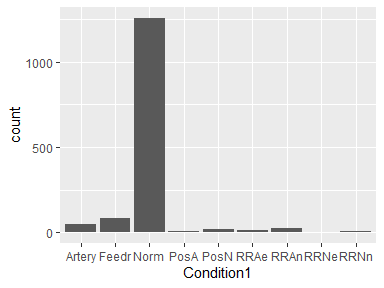 1000
500
0
count
Artery Feedr Norm PosA PosN RRAe RRAn RRNe RRNn
Condition1